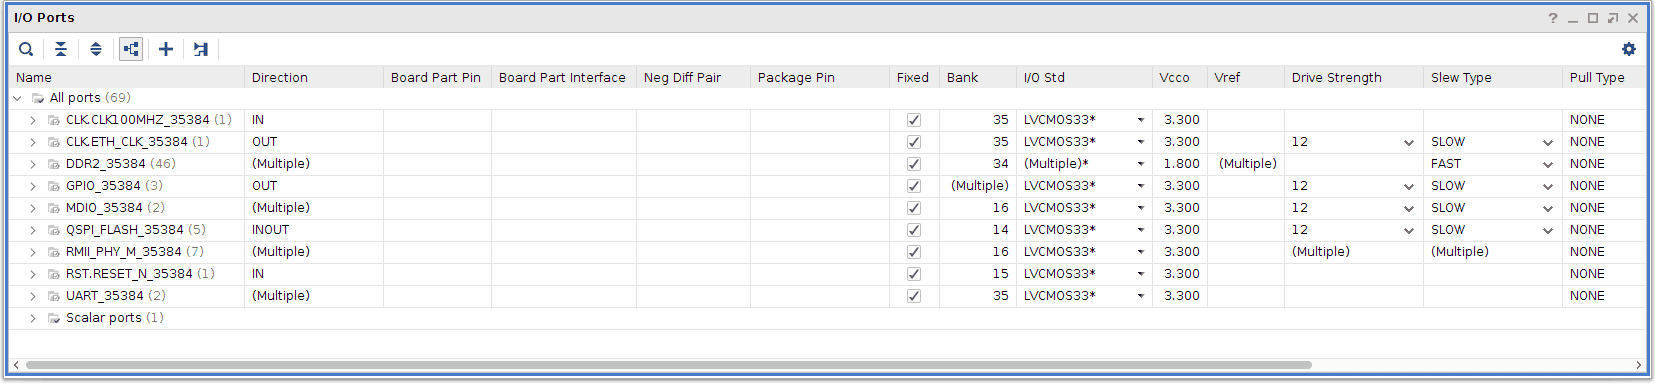 I/O Ports
Name Direction Board Part Pin Board Part Interface Neg Diff Pair Package Pin Fixed Bank I/O Std Vcco Vref Drive Strength Slew Type Pull Type
All ports (69)
CLK.CLK100MHZ_35384 (1) IN 35 LVCMOS33* 3.300 NONE
CLK.ETH_CLK_35384 (1) OUT 35 LVCMOS33* 3.300 12 SLOW NONE
DDR2_35384 (46) (Multiple) 34 (Multiple)* 1.800 (Multiple) FAST NONE
GPIO_35384 (3) OUT (Multiple) LVCMOS33* 3.300 12 SLOW NONE
MDIO_35384 (2) (Multiple) 16 LVCMOS33* 3.300 12 SLOW NONE
QSPI_FLASH_35384 (5) INOUT 14 LVCMOS33* 3.300 12 SLOW NONE
RMII_PHY_M_35384 (7) (Multiple) 16 LVCMOS33* 3.300 (Multiple) (Multiple) NONE
RST.RESET_N_35384 (1) IN 15 LVCMOS33* 3.300 NONE
UART_35384 (2) (Multiple) 35 LVCMOS33* 3.300 NONE
Scalar ports (1)